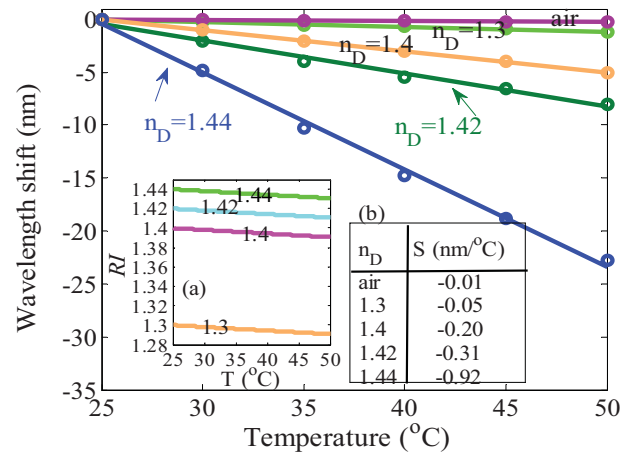 0
-5
-10
-15
-20
-25
-30
-35
25
30
35
40
45
50
Wavelength shift (nm)
Temperature (°C)
air
n_D=1.3
n_D=1.4
n_D=1.42
n_D=1.44
1.44
1.42
1.4
1.38
1.36
1.34
1.32
1.3
1.28
RI
1.44
1.42
1.4
(a)
1.3
25 30 35 40 45 50
T (°C)
(b)
n_D S (nm/°C)
air -0.01
1.3 -0.05
1.4 -0.20
1.42 -0.31
1.44 -0.92